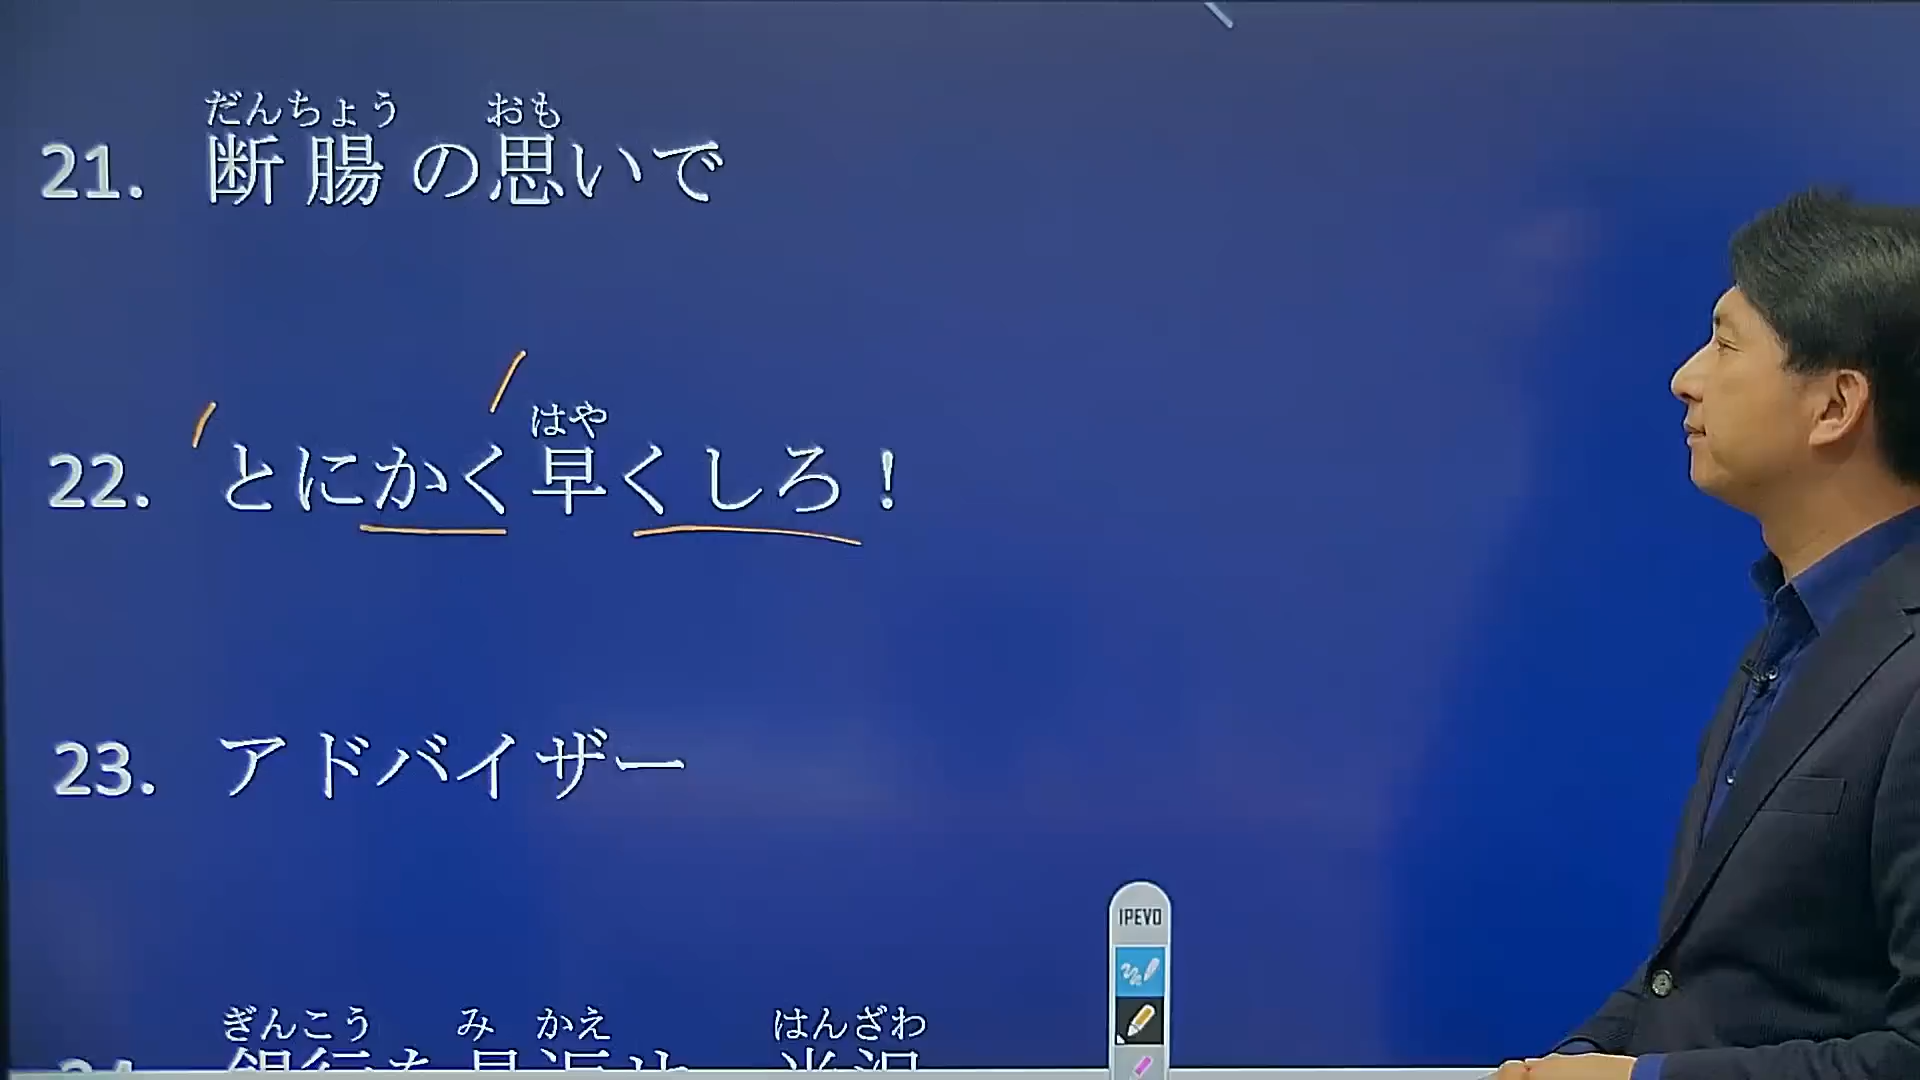 だんちょう おも
21. 断腸の思いで
はや
22. とにかく早くしろ！
23. アドバイザー
ぎんこう み かえ はんざわ
IPEVO